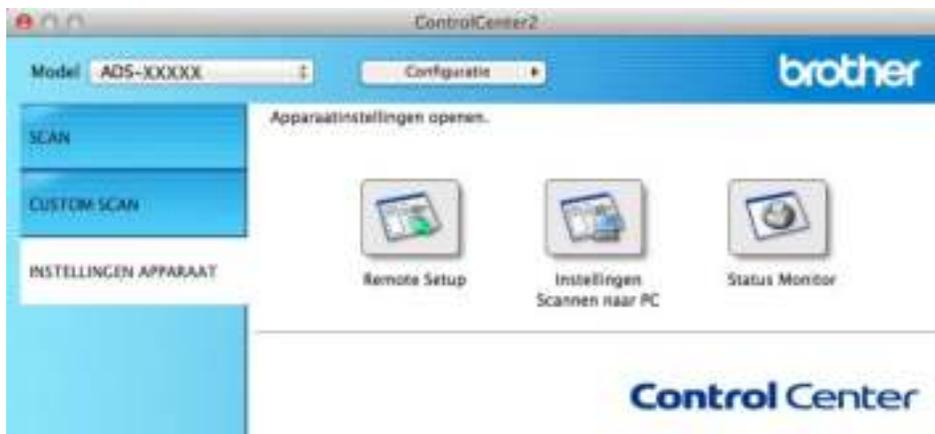 ControlCenter2
Model ADS-XXXXX Configuratie brother
SCAN
CUSTOM SCAN
INSTELLINGEN APPARAAT
Apparaatinstellingen openen.
Remote Setup
Instellingen
Scannen naar PC
Status Monitor
Control Center